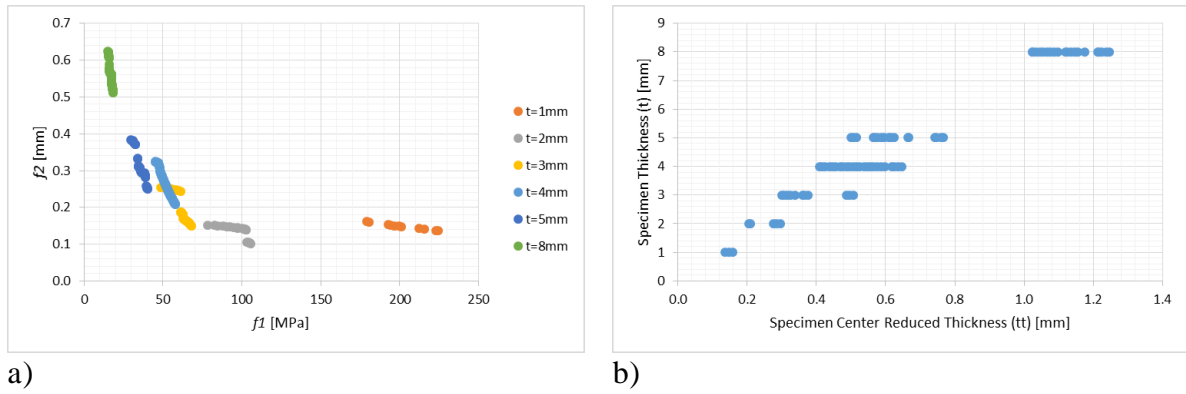 0.7
0.6
0.5
0.4
0.3
0.2
0.1
0.0
f2 [mm]
0 50 100 150 200 250
f1 [MPa]
t=1mm
t=2mm
t=3mm
t=4mm
t=5mm
t=8mm
a)
9
8
7
6
5
4
3
2
1
0
Specimen Thickness (t) [mm]
0.0 0.2 0.4 0.6 0.8 1.0 1.2 1.4
Specimen Center Reduced Thickness (tt) [mm]
b)